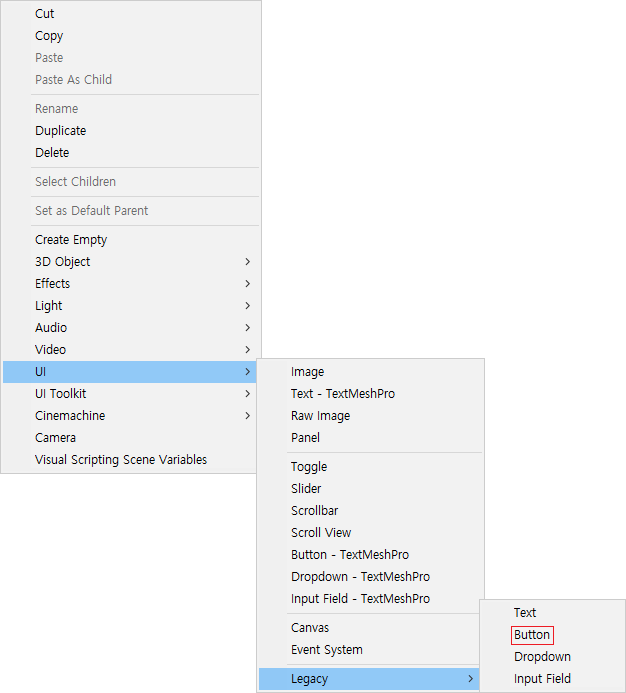 Cut
Copy
Paste
Paste As Child
Rename
Duplicate
Delete
Select Children
Set as Default Parent
Create Empty
3D Object
Effects
Light
Audio
Video
UI
UI Toolkit
Cinemachine
Camera
Visual Scripting Scene Variables
Image
Text - TextMeshPro
Raw Image
Panel
Toggle
Slider
Scrollbar
Scroll View
Button - TextMeshPro
Dropdown - TextMeshPro
Input Field - TextMeshPro
Canvas
Event System
Legacy
Text
Button
Dropdown
Input Field